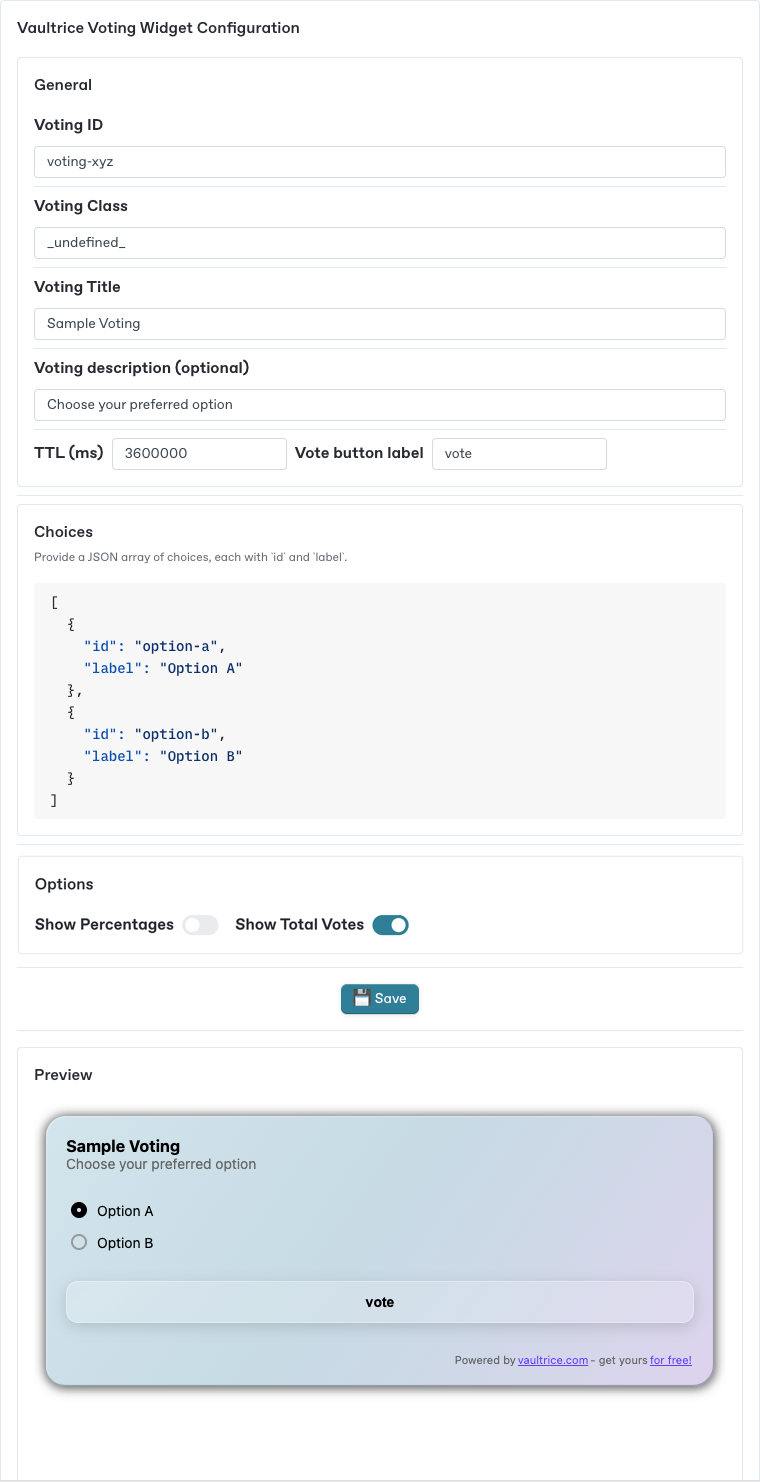 Vaultrice Voting Widget Configuration
General
Voting ID
voting-xyz
Voting Class
_undefined_
Voting Title
Sample Voting
Voting description (optional)
Choose your preferred option
TTL (ms) 3600000 Vote button label vote
Choices
Provide a JSON array of choices, each with `id` and `label`.
[
  {
    "id": "option-a",
    "label": "Option A"
  },
  {
    "id": "option-b",
    "label": "Option B"
  }
]
Options
Show Percentages Show Total Votes
💾 Save
Preview
Sample Voting
Choose your preferred option
Option A
Option B
vote
Powered by vaultrice.com - get yours for free!